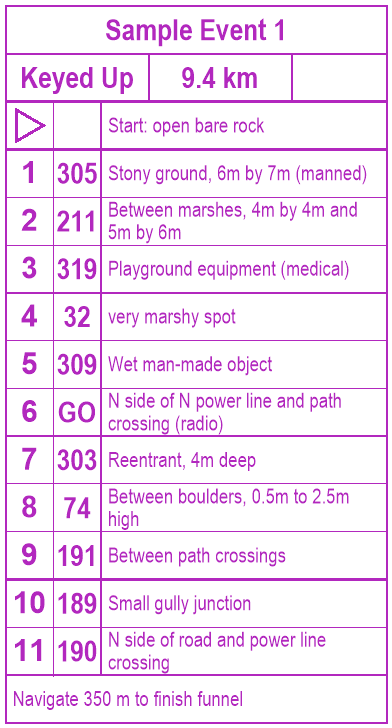 Sample Event 1
Keyed Up 9.4 km
Start: open bare rock
1 305 Stony ground, 6m by 7m (manned)
2 211 Between marshes, 4m by 4m and
5m by 6m
3 319 Playground equipment (medical)
4 32 very marshy spot
5 309 Wet man-made object
6 GO N side of N power line and path
crossing (radio)
7 303 Reentrant, 4m deep
8 74 Between boulders, 0.5m to 2.5m
high
9 191 Between path crossings
10 189 Small gully junction
11 190 N side of road and power line
crossing
Navigate 350 m to finish funnel